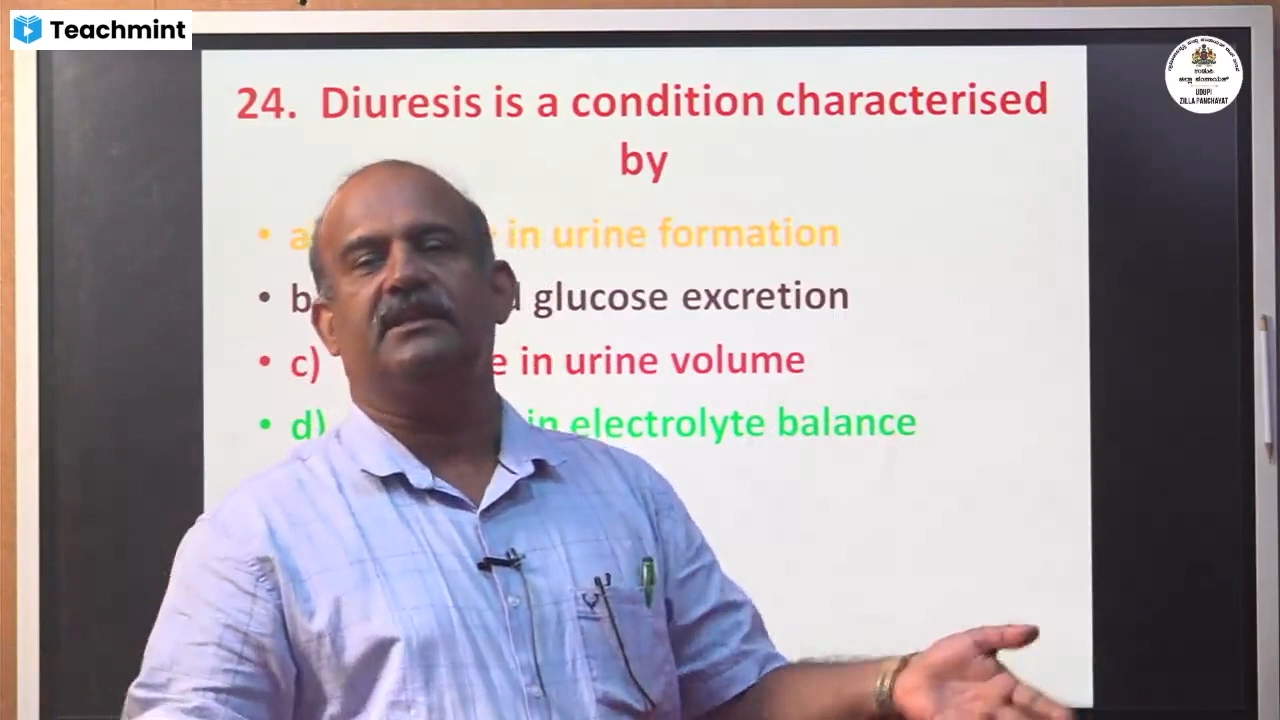 Teachmint
24. Diuresis is a condition characterised
by
• in urine formation
• b glucose excretion
• c) in urine volume
• d) in electrolyte balance
UDUPI
ZILLA PANCHAYAT